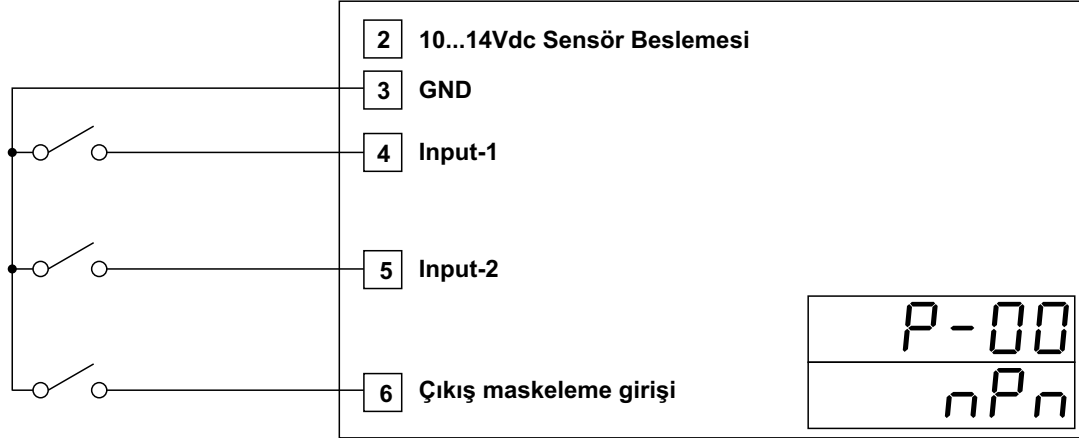 2 10...14Vdc Sensör Beslemesi
3 GND
4 Input-1
5 Input-2
6 Çıkış maskeleme girişi
P-00
nPn